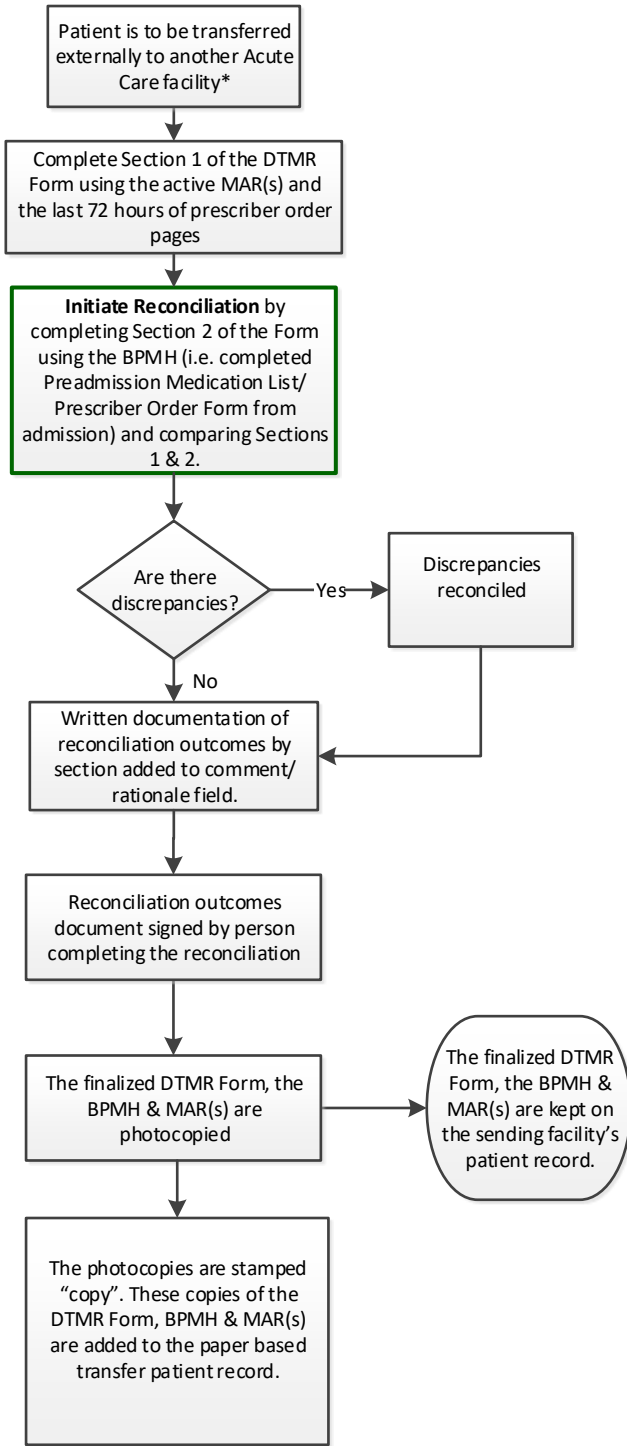 Patient is to be transferred
externally to another Acute
Care facility*
Complete Section 1 of the DTMR
Form using the active MAR(s) and
the last 72 hours of prescriber order
pages
Initiate Reconciliation by
completing Section 2 of the Form
using the BPMH (i.e. completed
Preadmission Medication List/
Prescriber Order Form from
admission) and comparing Sections
1 & 2.
Are there
discrepancies?
Yes
Discrepancies
reconciled
No
Written documentation of
reconciliation outcomes by
section added to comment/
rationale field.
Reconciliation outcomes
document signed by person
completing the reconciliation
The finalized DTMR Form, the
BPMH & MAR(s) are
photocopied
The finalized DTMR
Form, the BPMH &
MAR(s) are kept on
the sending facility’s
patient record.
The photocopies are stamped
“copy”. These copies of the
DTMR Form, BPMH & MAR(s)
are added to the paper based
transfer patient record.